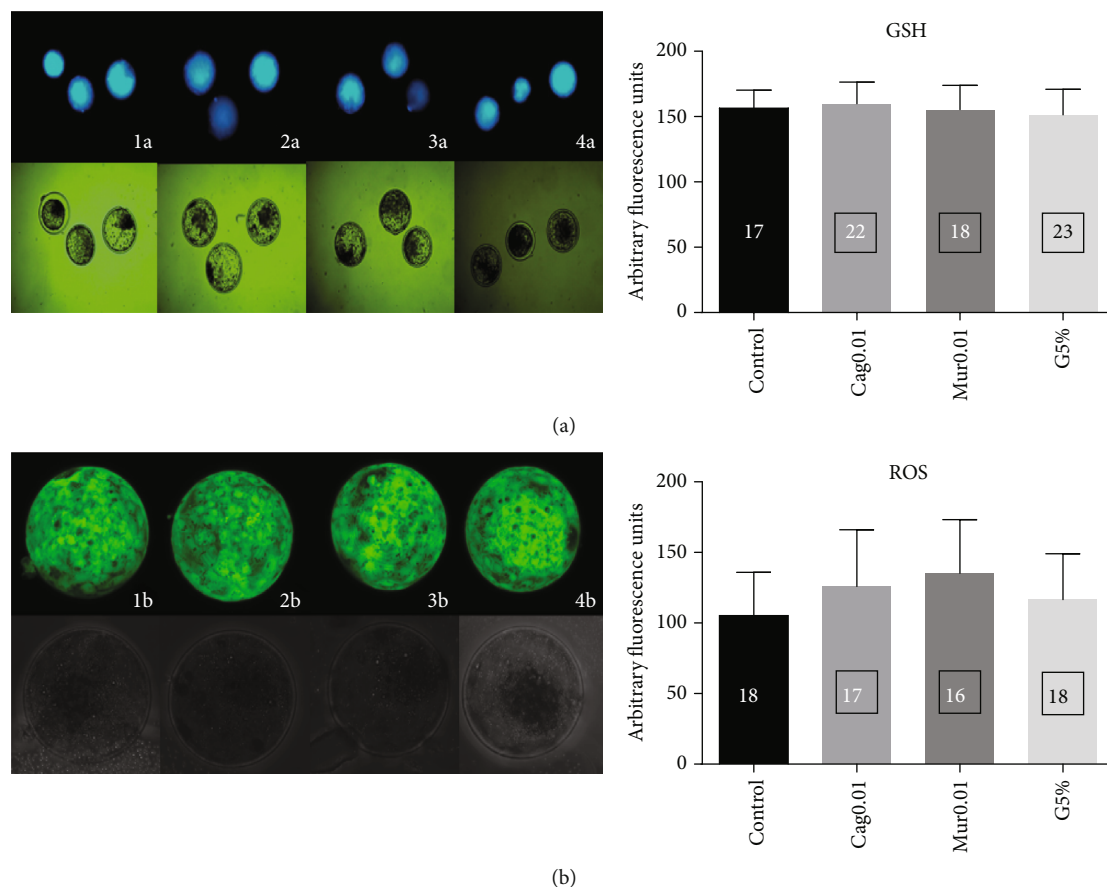 1a
2a
3a
4a
GSH
Arbitrary fluorescence units
200
150
100
50
0
17
22
18
23
Control
Cag0.01
Mur0.01
G5%
(a)
1b
2b
3b
4b
ROS
Arbitrary fluorescence units
200
150
100
50
0
18
17
16
18
Control
Cag0.01
Mur0.01
G5%
(b)